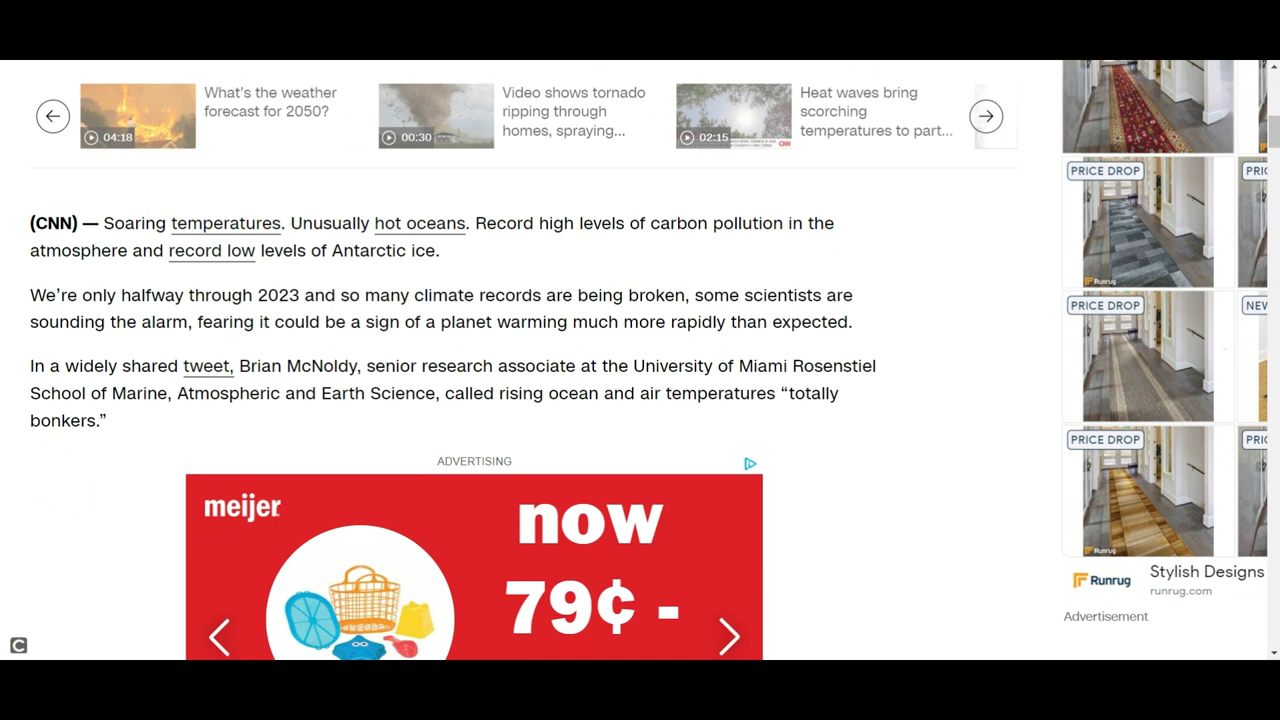 What's the weather
forecast for 2050?
04:18
Video shows tornado
ripping through
homes, spraying...
00:30
Heat waves bring
scorching
temperatures to part...
02:15
CNN
(CNN) — Soaring temperatures. Unusually hot oceans. Record high levels of carbon pollution in the
atmosphere and record low levels of Antarctic ice.
We're only halfway through 2023 and so many climate records are being broken, some scientists are
sounding the alarm, fearing it could be a sign of a planet warming much more rapidly than expected.
In a widely shared tweet, Brian McNoldy, senior research associate at the University of Miami Rosenstiel
School of Marine, Atmospheric and Earth Science, called rising ocean and air temperatures “totally
bonkers.”
ADVERTISING
meijer
now
79¢ -
PRICE DROP
PRIC
Runrug
PRICE DROP
NEW
PRICE DROP
PRIC
Runrug
Runrug
Stylish Designs
runrug.com
Advertisement
C